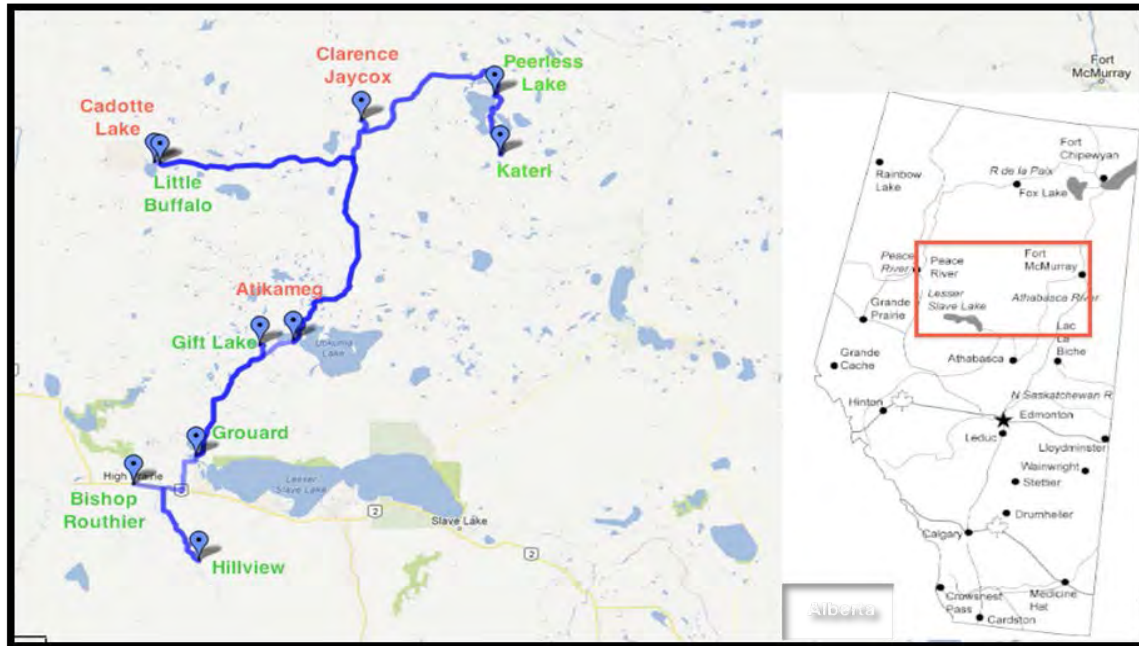 Clarence
Jaycox
Peerless
Lake
Fort
McMurray
Cadotte
Lake
Little
Buffalo
Kateri
Atikameg
Utikuma
Lake
Gift Lake
Grouard
High Prairie
2
Bishop
Routhier
Lesser
Slave Lake
2
Slave Lake
2
Hillview
Rainbow
Lake
R de la Paix
Fort
Chipewyan
Fox Lake
Peace
River
Peace
River
Fort
McMurray
Lesser
Slave Lake
Athabasca River
Grande
Prairie
Lac
La
Biche
Grande
Cache
Athabasca
N Saskatchewan R
Hinton
Edmonton
Leduc
Lloydminster
Wainwright
Stettler
Drumheller
Calgary
Crowsnest
Pass
Medicine
Hat
Cardston
Alberta